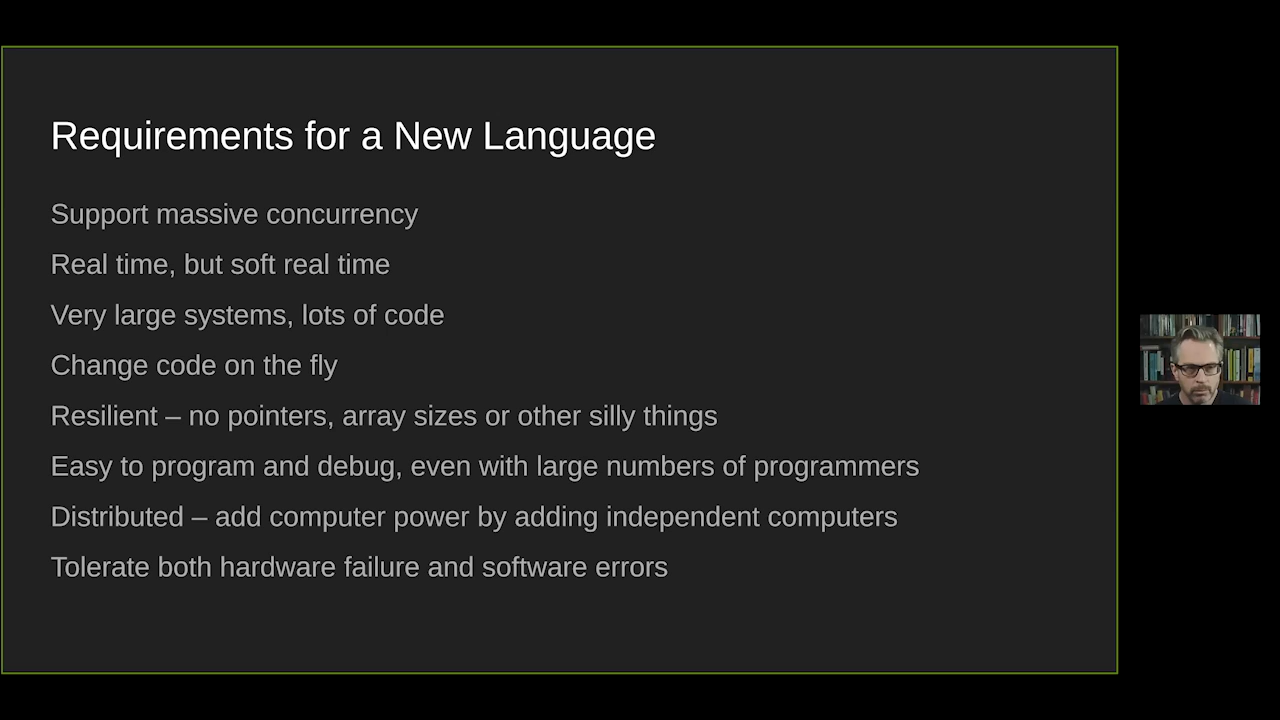 Requirements for a New Language
Support massive concurrency
Real time, but soft real time
Very large systems, lots of code
Change code on the fly
Resilient – no pointers, array sizes or other silly things
Easy to program and debug, even with large numbers of programmers
Distributed – add computer power by adding independent computers
Tolerate both hardware failure and software errors